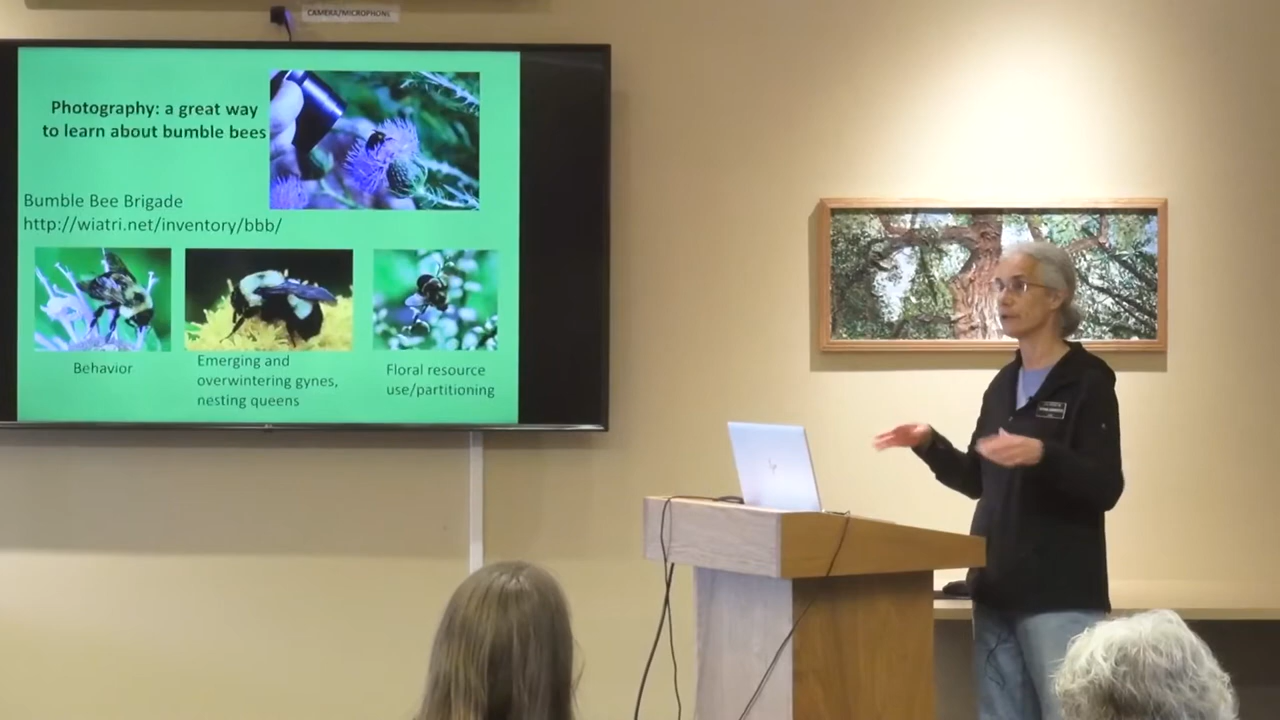 CAMERA/MICROPHONE
Photography: a great way
to learn about bumble bees
Bumble Bee Brigade
http://wiatri.net/inventory/bbb/
Behavior
Emerging and
overwintering gynes,
nesting queens
Floral resource
use/partitioning
hp